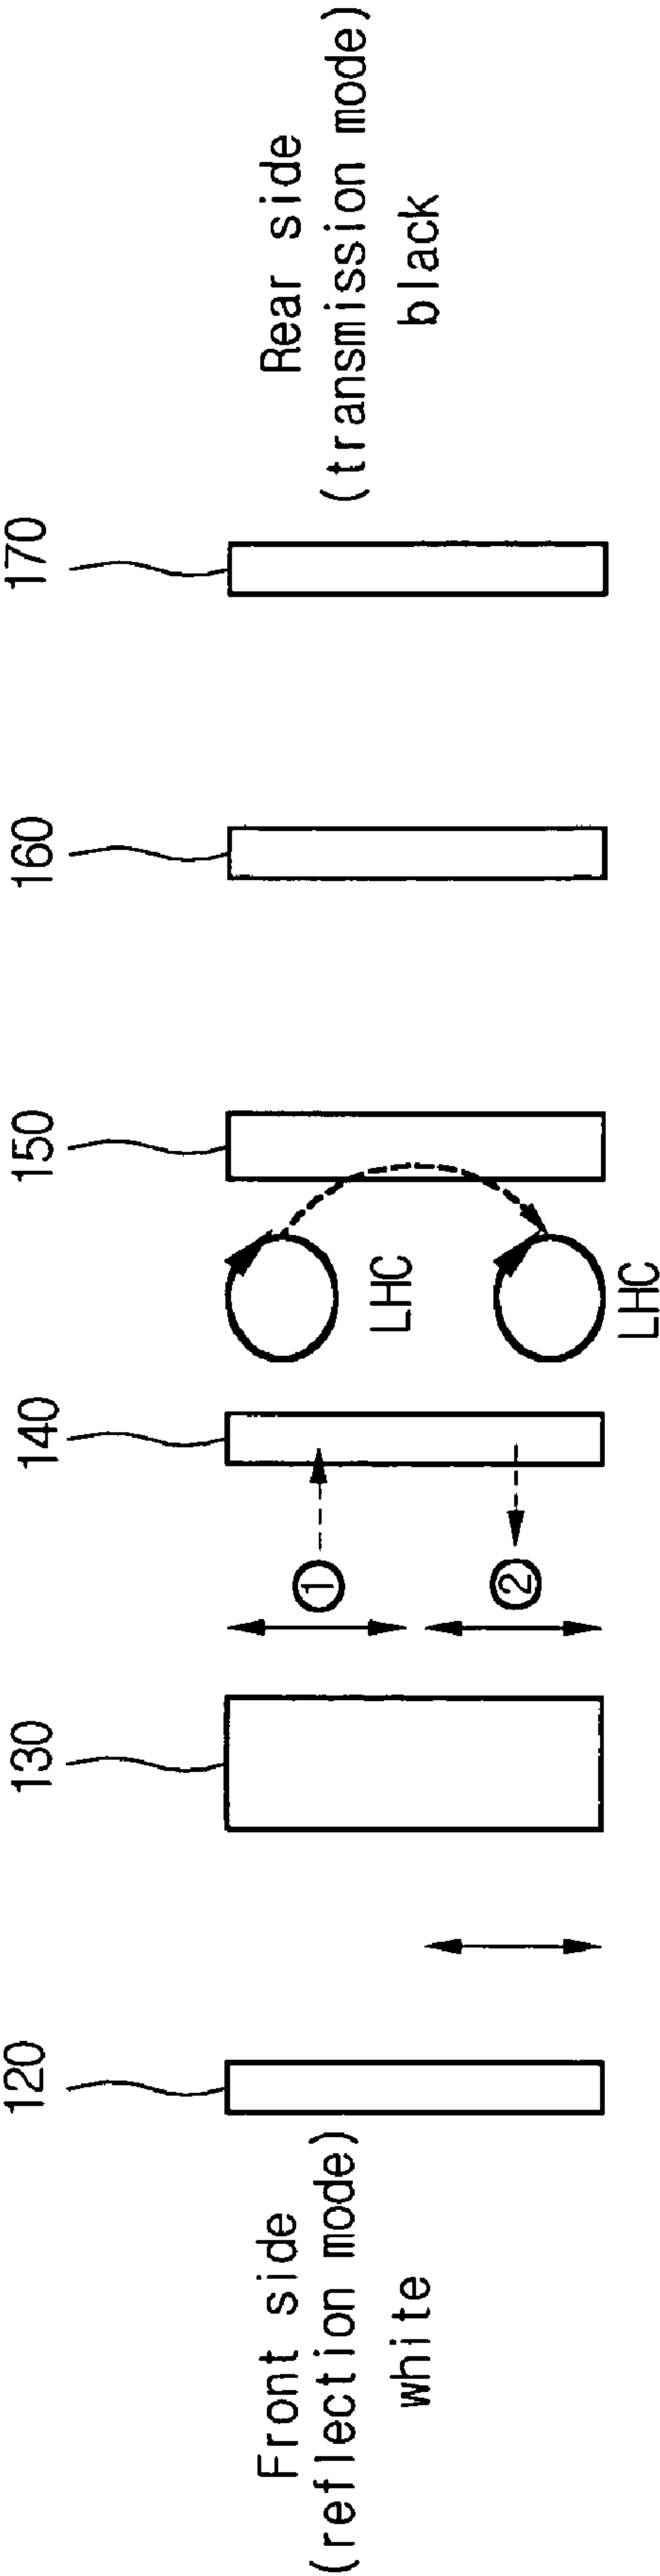 Front side
(reflection mode)
white
120
130
140
150
160
170
①
②
LHC
LHC
Rear side
(transmission mode)
black